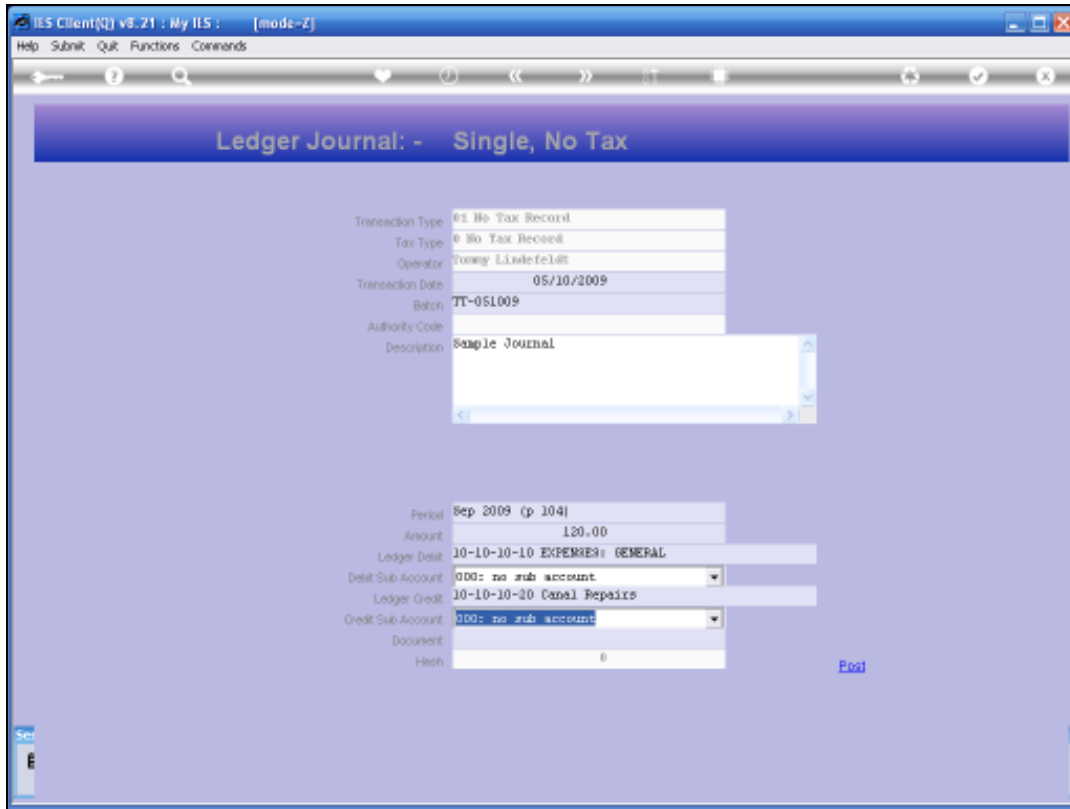 IES Client(Q) v8.21 : My IES : [mode-Z]
Help Submit Quit Functions Commands
Ledger Journal: - Single, No Tax
Transaction Type 01 No Tax Record
Tax Type 0 No Tax Record
Operator Tommy Lindefeldt
Transaction Date 05/10/2009
Batch TT-051009
Authority Code
Description Sample Journal
Period Sep 2009 (p 104)
Amount 120.00
Ledger Debit 10-10-10-10 EXPENSES: GENERAL
Debit Sub Account 000: no sub account
Ledger Credit 10-10-10-20 Canal Repairs
Credit Sub Account 000: no sub account
Document
Hash 0
Post